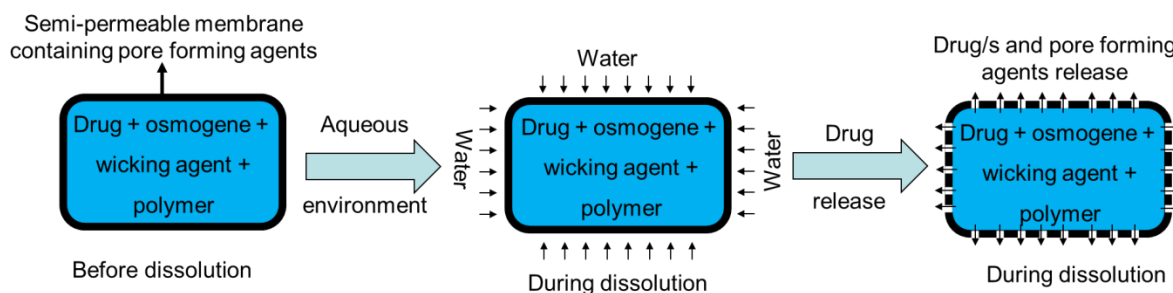 Semi-permeable membrane
containing pore forming agents
Drug + osmogene +
wicking agent +
polymer
Before dissolution
Aqueous
environment
Water
Water
Drug + osmogene +
wicking agent +
polymer
Water
During dissolution
Drug
release
Drug/s and pore forming
agents release
Drug + osmogene +
wicking agent +
polymer
During dissolution